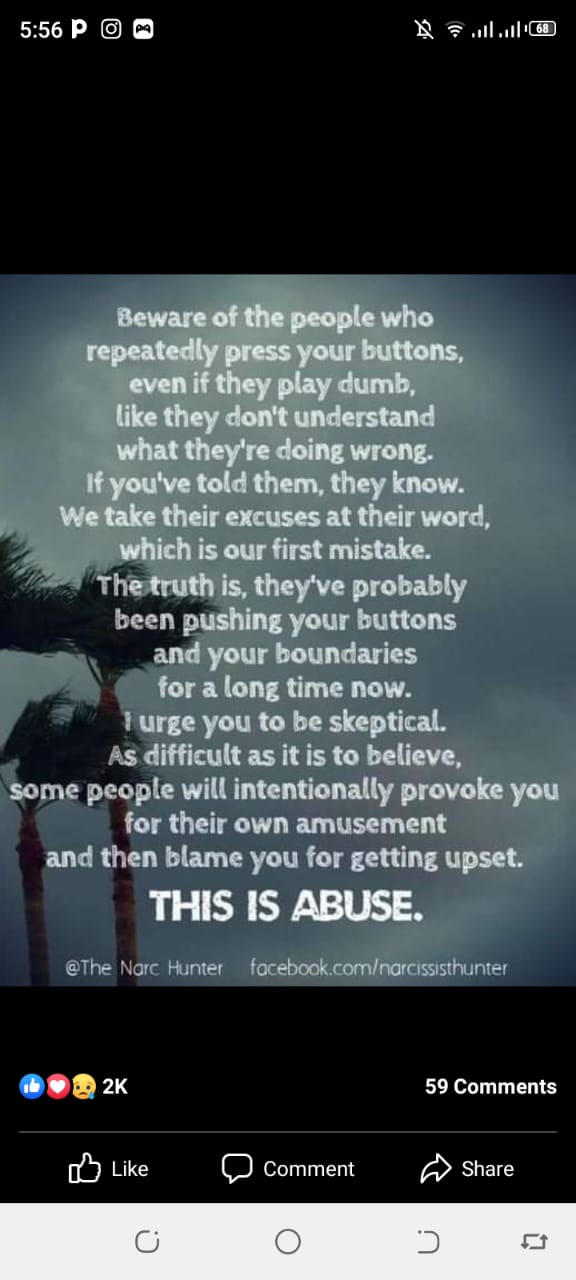 5:56
68
Beware of the people who
repeatedly press your buttons,
even if they play dumb,
like they don't understand
what they're doing wrong.
If you've told them, they know.
We take their excuses at their word,
which is our first mistake.
The truth is, they've probably
been pushing your buttons
and your boundaries
for a long time now.
I urge you to be skeptical.
As difficult as it is to believe,
some people will intentionally provoke you
for their own amusement
and then blame you for getting upset.
THIS IS ABUSE.
@The Narc Hunter facebook.com/narcissisthunter
2K 59 Comments
Like Comment Share